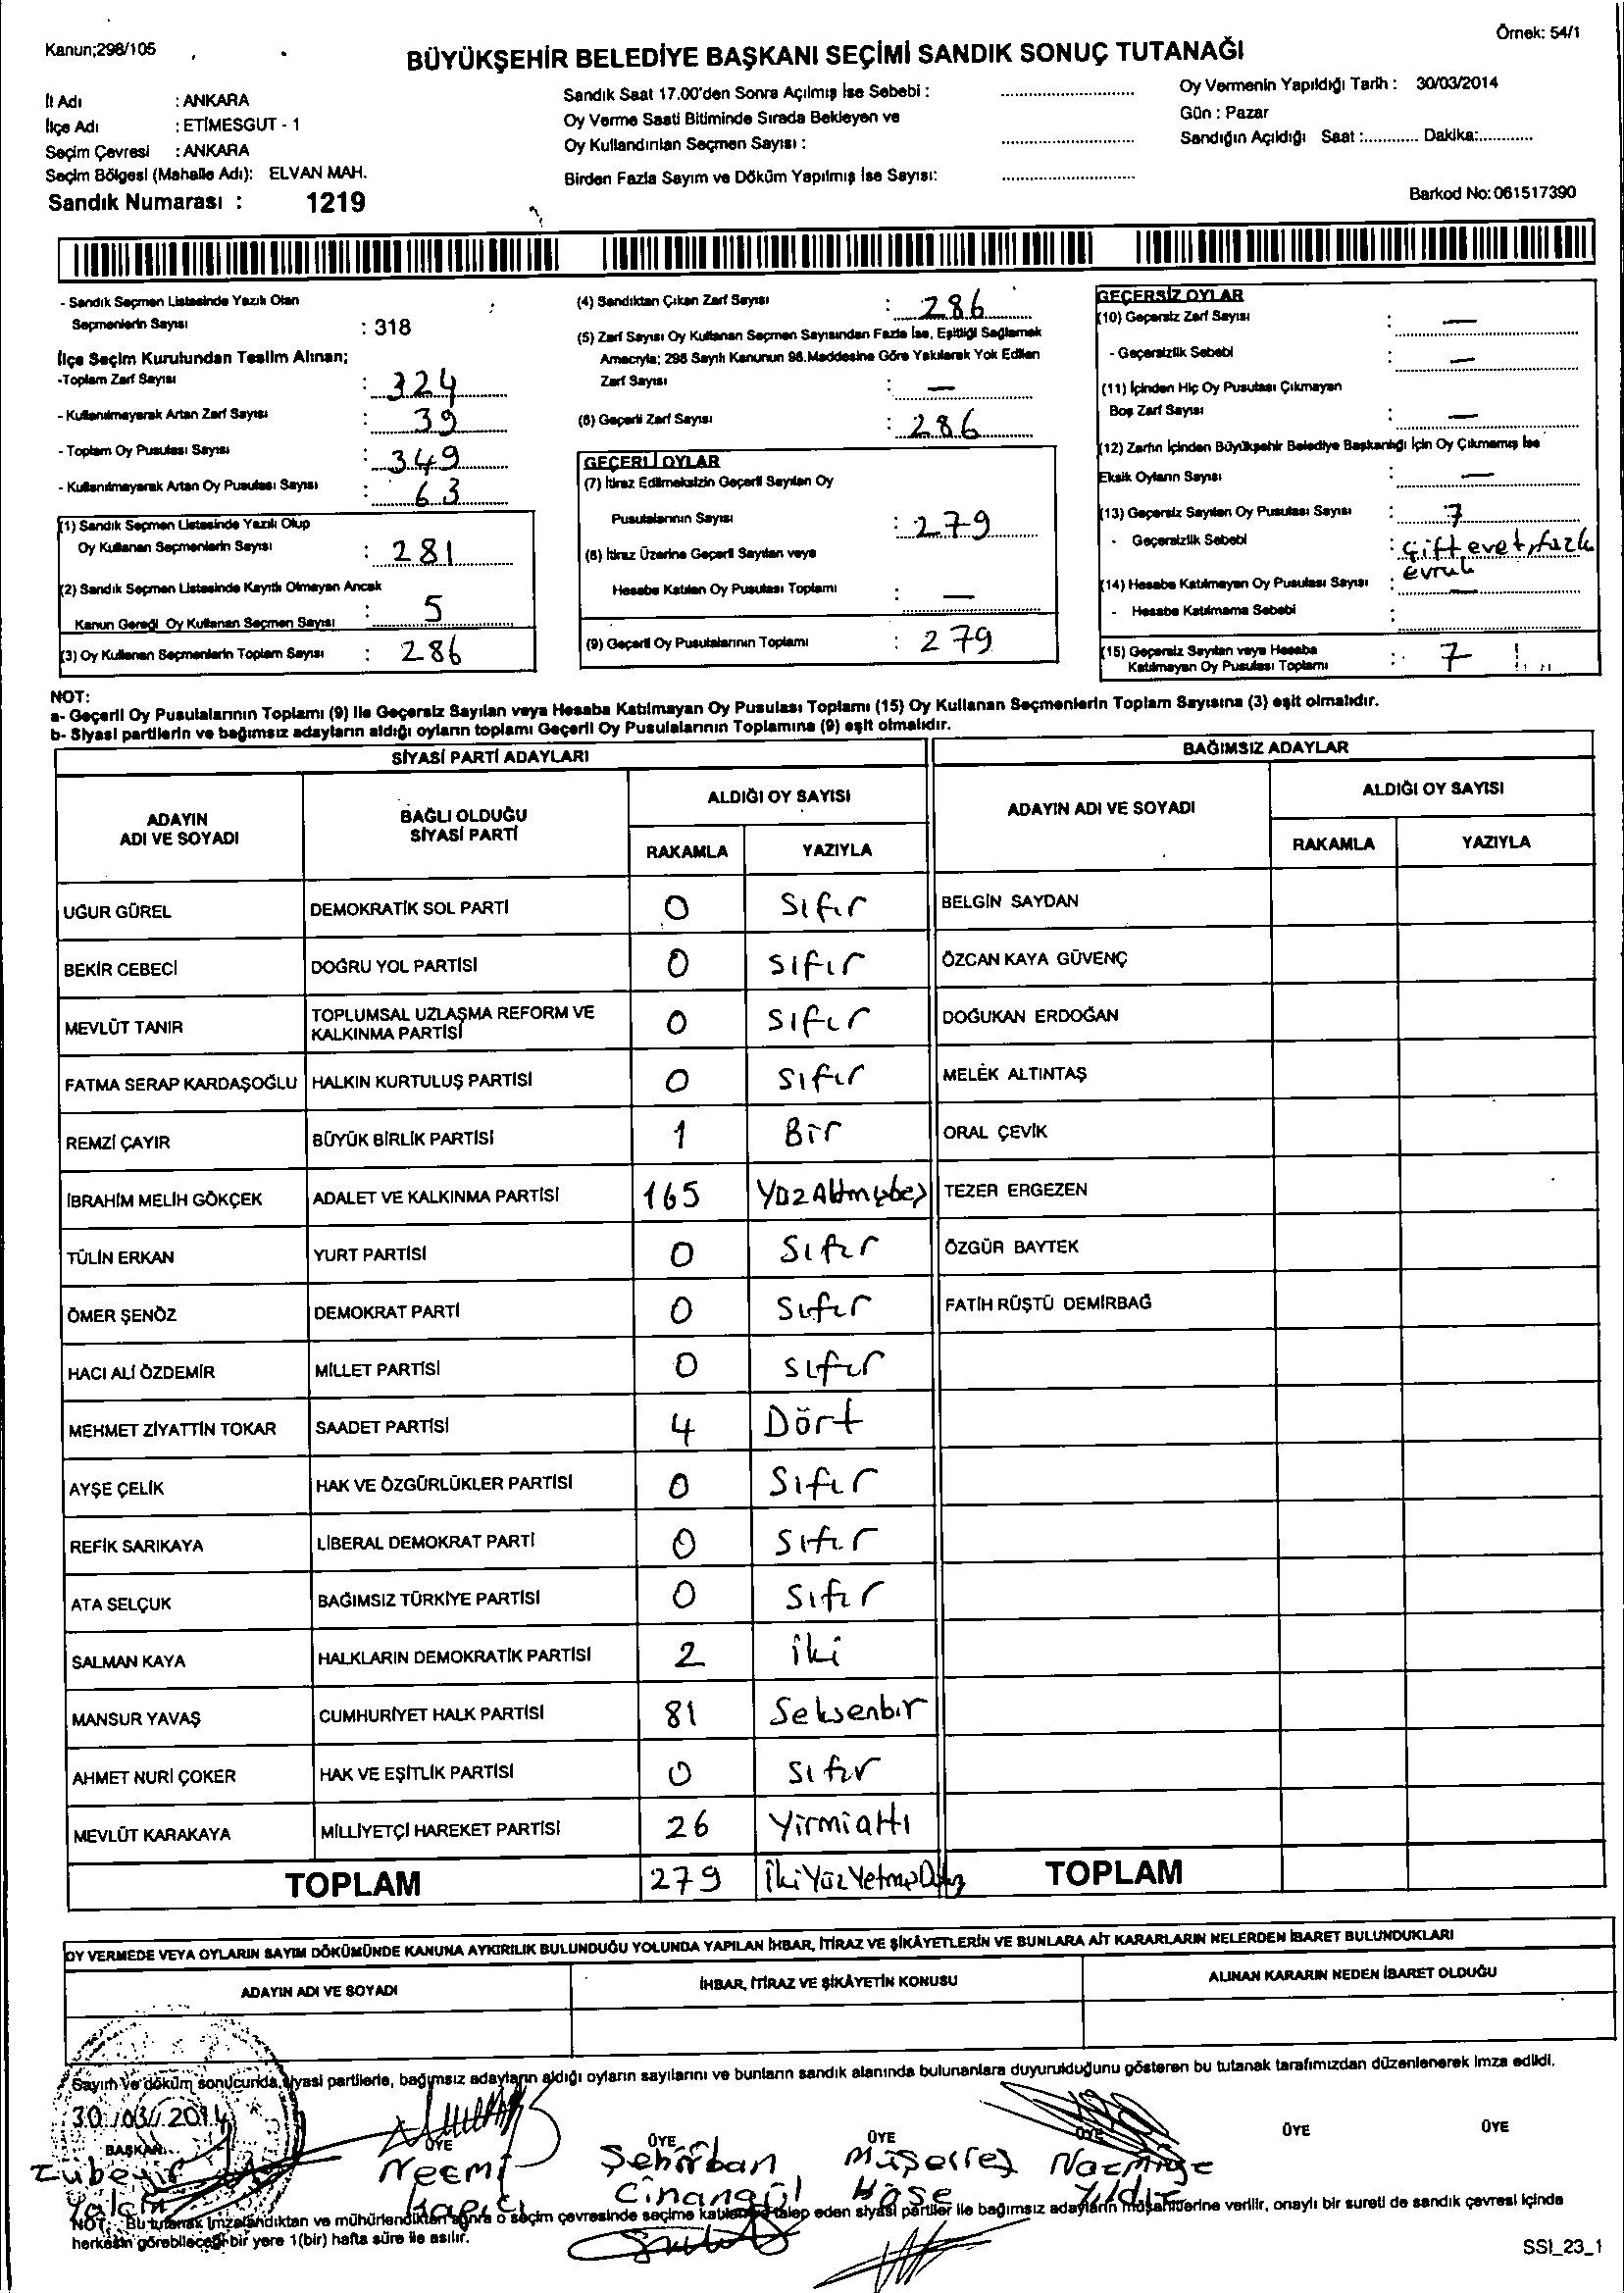 Kanun;298/105
Örnek: 54/1
BÜYÜKŞEHİR BELEDİYE BAŞKANI SEÇİMİ SANDIK SONUÇ TUTANAĞI
İl Adı : ANKARA
İlçe Adı : ETİMESGUT - 1
Seçim Çevresi : ANKARA
Seçim Bölgesi (Mahalle Adı): ELVAN MAH.
Sandık Numarası : 1219
Sandık Saat 17.00'den Sonra Açılmış İse Sebebi :
Oy Verme Saati Bitiminde Sırada Bekleyen ve
Oy Kullandırılan Seçmen Sayısı :
Birden Fazla Sayım ve Döküm Yapılmış İse Sayısı:
Oy Vermenin Yapıldığı Tarih : 30/03/2014
Gün : Pazar
Sandığın Açıldığı Saat :............ Dakika:............
Barkod No: 061517390
- Sandık Seçmen Listesinde Yazılı Olan
Seçmenlerin Sayısı : 318
İlçe Seçim Kurulundan Teslim Alınan;
-Toplam Zarf Sayısı : 324
- Kullanılmayarak Artan Zarf Sayısı : 39
- Toplam Oy Pusulası Sayısı : 349
- Kullanılmayarak Artan Oy Pusulası Sayısı : 63
(1) Sandık Seçmen Listesinde Yazılı Olup
Oy Kullanan Seçmenlerin Sayısı : 281
(2) Sandık Seçmen Listesinde Kayıtlı Olmayan Ancak
Kanun Gereği Oy Kullanan Seçmen Sayısı : 5
(3) Oy Kullanan Seçmenlerin Toplam Sayısı : 286
(4) Sandıktan Çıkan Zarf Sayısı : 286
(5) Zarf Sayısı Oy Kullanan Seçmen Sayısından Fazla İse, Eşitliği Sağlamak
Amacıyla; 298 Sayılı Kanunun 98.Maddesine Göre Yakılarak Yok Edilen
Zarf Sayısı : —
(6) Geçerli Zarf Sayısı : 286
GEÇERLİ OYLAR
(7) İtiraz Edilmeksizin Geçerli Sayılan Oy
Pusulalarının Sayısı : 279
(8) İtiraz Üzerine Geçerli Sayılan veya
Hesaba Katılan Oy Pusulası Toplamı : —
(9) Geçerli Oy Pusulalarının Toplamı : 279
GEÇERSİZ OYLAR
(10) Geçersiz Zarf Sayısı : —
- Geçersizlik Sebebi : —
(11) İçinden Hiç Oy Pusulası Çıkmayan
Boş Zarf Sayısı : —
(12) Zarfın İçinden Büyükşehir Belediye Başkanlığı İçin Oy Çıkmamış İse
Eksik Oyların Sayısı : —
(13) Geçersiz Sayılan Oy Pusulası Sayısı : 7
- Geçersizlik Sebebi : çift evet, fazla
evrak
(14) Hesaba Katılmayan Oy Pusulası Sayısı : —
- Hesaba Katılmama Sebebi :
(15) Geçersiz Sayılan veya Hesaba
Katılmayan Oy Pusulası Toplamı : 7
NOT:
a- Geçerli Oy Pusulalarının Toplamı (9) ile Geçersiz Sayılan veya Hesaba Katılmayan Oy Pusulası Toplamı (15) Oy Kullanan Seçmenlerin Toplam Sayısına (3) eşit olmalıdır.
b- Siyasi partilerin ve bağımsız adayların aldığı oyların toplamı Geçerli Oy Pusulalarının Toplamına (9) eşit olmalıdır.
SİYASİ PARTİ ADAYLARI
BAĞIMSIZ ADAYLAR
ADAYIN
ADI VE SOYADI
BAĞLI OLDUĞU
SİYASİ PARTİ
ALDIĞI OY SAYISI
RAKAMLA YAZIYLA
ADAYIN ADI VE SOYADI
ALDIĞI OY SAYISI
RAKAMLA YAZIYLA
UĞUR GÜREL DEMOKRATİK SOL PARTİ 0 Sıfır BELGİN SAYDAN
BEKİR CEBECİ DOĞRU YOL PARTİSİ 0 Sıfır ÖZCAN KAYA GÜVENÇ
MEVLÜT TANIR TOPLUMSAL UZLAŞMA REFORM VE
KALKINMA PARTİSİ 0 Sıfır DOĞUKAN ERDOĞAN
FATMA SERAP KARDAŞOĞLU HALKIN KURTULUŞ PARTİSİ 0 Sıfır MELEK ALTINTAŞ
REMZİ ÇAYIR BÜYÜK BİRLİK PARTİSİ 1 Bir ORAL ÇEVİK
İBRAHİM MELİH GÖKÇEK ADALET VE KALKINMA PARTİSİ 165 YüzAltmışbeş TEZER ERGEZEN
TÜLİN ERKAN YURT PARTİSİ 0 Sıfır ÖZGÜR BAYTEK
ÖMER ŞENÖZ DEMOKRAT PARTİ 0 Sıfır FATİH RÜŞTÜ DEMİRBAĞ
HACI ALİ ÖZDEMİR MİLLET PARTİSİ 0 Sıfır
MEHMET ZİYATTİN TOKAR SAADET PARTİSİ 4 Dört
AYŞE ÇELİK HAK VE ÖZGÜRLÜKLER PARTİSİ 0 Sıfır
REFİK SARIKAYA LİBERAL DEMOKRAT PARTİ 0 Sıfır
ATA SELÇUK BAĞIMSIZ TÜRKİYE PARTİSİ 0 Sıfır
SALMAN KAYA HALKLARIN DEMOKRATİK PARTİSİ 2 İki
MANSUR YAVAŞ CUMHURİYET HALK PARTİSİ 81 Seksenbir
AHMET NURİ ÇOKER HAK VE EŞİTLİK PARTİSİ 0 Sıfır
MEVLÜT KARAKAYA MİLLİYETÇİ HAREKET PARTİSİ 26 Yirmialtı
TOPLAM 279 İkiYüzYetmişDokuz TOPLAM
OY VERMEDE VEYA OYLARIN SAYIM DÖKÜMÜNDE KANUNA AYKIRILIK BULUNDUĞU YOLUNDA YAPILAN İHBAR, İTİRAZ VE ŞİKÂYETLERİN VE BUNLARA AİT KARARLARIN NELERDEN İBARET BULUNDUKLARI
ADAYIN ADI VE SOYADI İHBAR, İTİRAZ VE ŞİKÂYETİN KONUSU ALINAN KARARIN NEDEN İBARET OLDUĞU
Sayım ve döküm sonucunda, siyasi partilerle, bağımsız adayların aldığı oyların sayılarını ve bunların sandık alanında bulunanlara duyurulduğunu gösteren bu tutanak tarafımızdan düzenlenerek imza edildi.
30/03/2014
BAŞKAN ÜYE ÜYE ÜYE ÜYE ÜYE ÜYE
Zübeyir Necmi Şehriban Müşerref Nazmiye
Yalçın Kapıcı Cinangül Köse Yıldız
NOT: Bu tutanak imzalandıktan ve mühürlendikten sonra o seçim çevresinde seçime katılan ve talep eden siyasi partiler ile bağımsız adayların müşahitlerine verilir, onaylı bir sureti de sandık çevresi içinde
herkesin görebileceği bir yere 1(bir) hafta süre ile asılır.
SSI_23_1